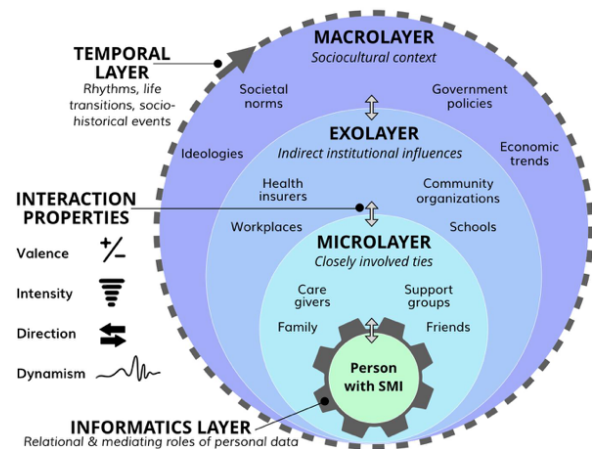 MACROLAYER
Sociocultural context
TEMPORAL
LAYER
Rhythms, life
transitions, socio-
historical events
Societal
norms
Government
policies
Ideologies
Economic
trends
EXOLAYER
Indirect institutional influences
Health
insurers
Community
organizations
Workplaces
Schools
INTERACTION
PROPERTIES
Valence
+/−
Intensity
Direction
Dynamism
MICROLAYER
Closely involved ties
Care
givers
Support
groups
Family
Friends
Person
with SMI
INFORMATICS LAYER
Relational & mediating roles of personal data